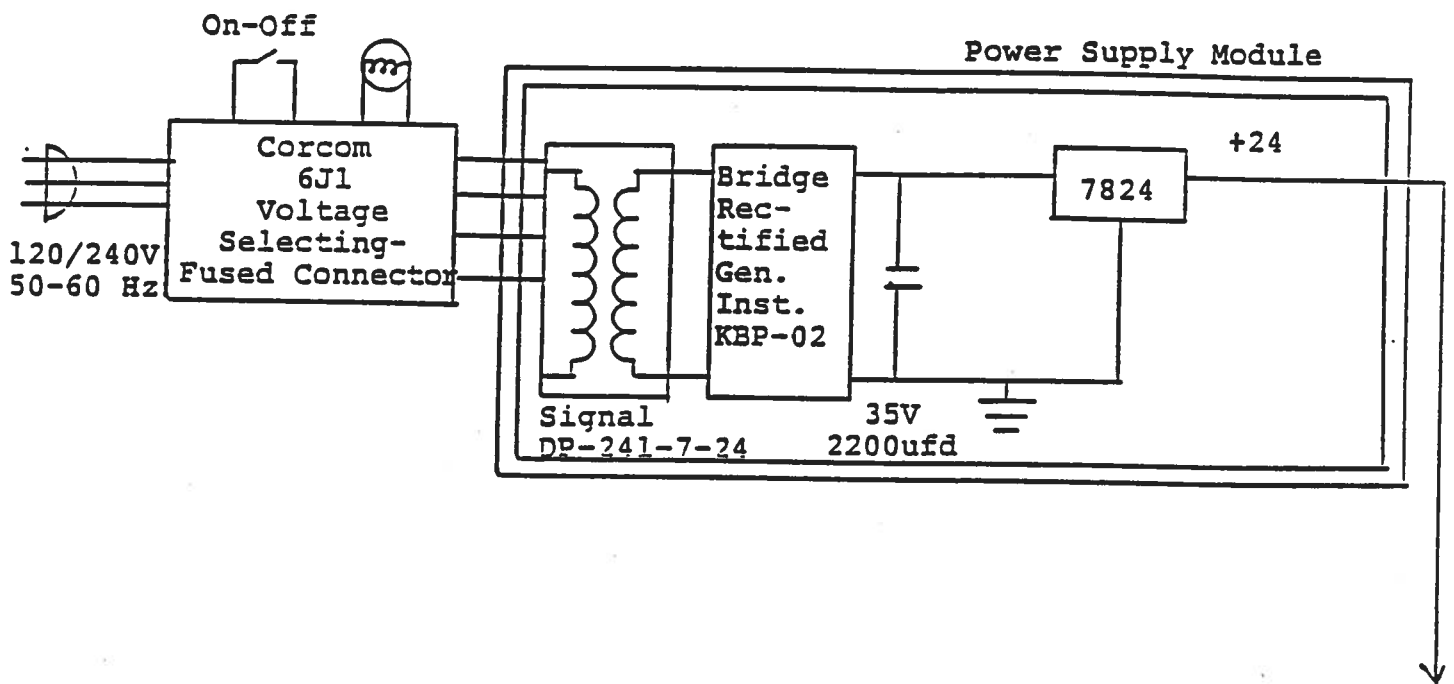 On-Off
Power Supply Module
Corcom
6J1
Voltage
Selecting-
Fused Connector
120/240V
50-60 Hz
Bridge
Rec-
tified
Gen.
Inst.
KBP-02
7824
+24
Signal
DP-241-7-24
35V
2200ufd